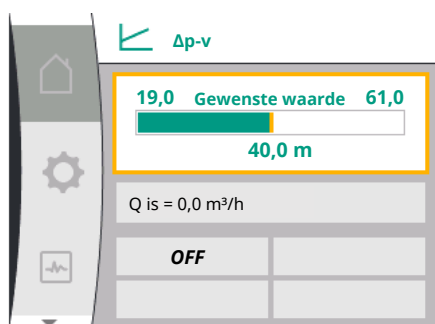 Δp-v
19,0 Gewenste waarde 61,0
40,0 m
Q is = 0,0 m³/h
OFF